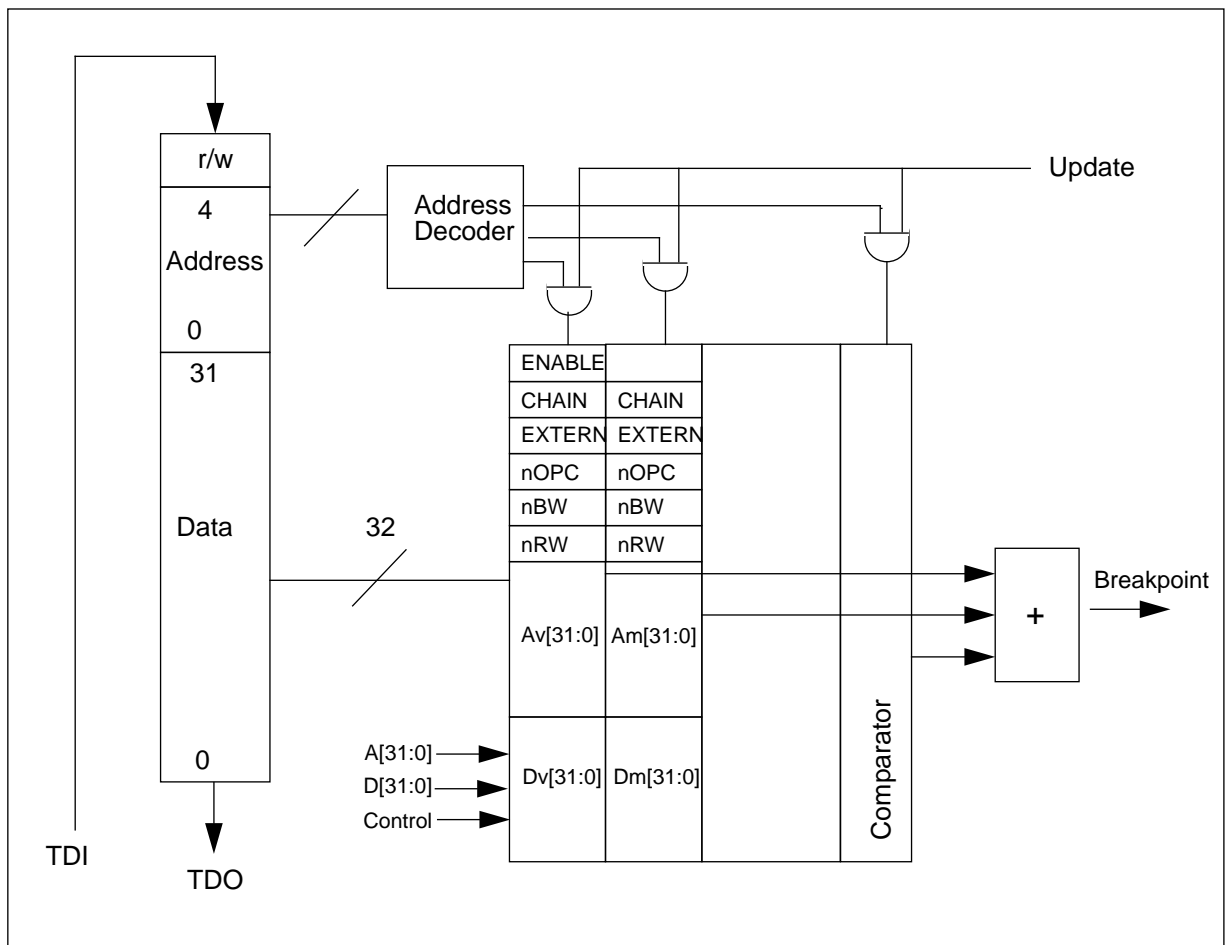 r/w
4
Address
0
31
Data
0
TDI
TDO
Address
Decoder
Update
32
ENABLE
CHAIN CHAIN
EXTERN EXTERN
nOPC nOPC
nBW nBW
nRW nRW
Av[31:0] Am[31:0]
Dv[31:0] Dm[31:0]
A[31:0]
D[31:0]
Control
Comparator
+
Breakpoint